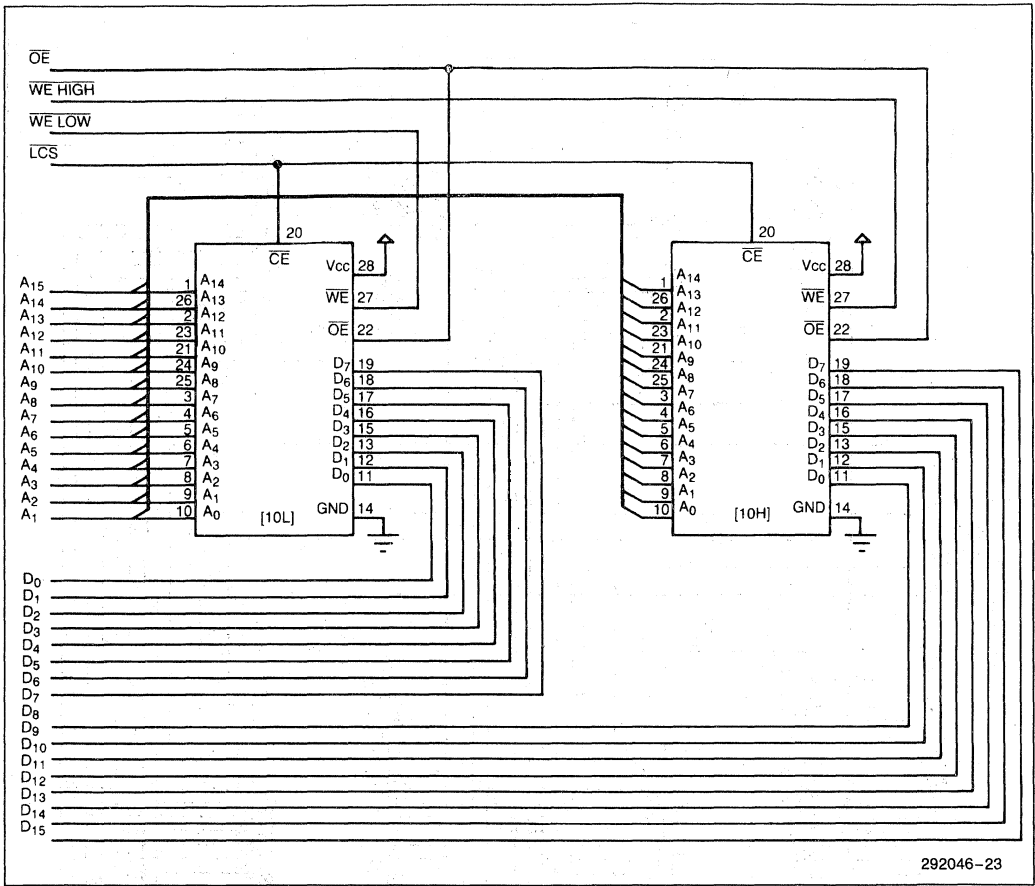 OE
WE HIGH
WE LOW
LCS
20
CE
Vcc 28
WE 27
OE 22
A15 1 A14
A14 26 A13
A13 2 A12
A12 23 A11
A11 21 A10
A10 24 A9
A9 25 A8
A8 3 A7
A7 4 A6
A6 5 A5
A5 6 A4
A4 7 A3
A3 8 A2
A2 9 A1
A1 10 A0
D7 19
D6 18
D5 17
D4 16
D3 15
D2 13
D1 12
D0 11
GND 14
[10L]
20
CE
Vcc 28
WE 27
OE 22
1 A14
26 A13
2 A12
23 A11
21 A10
24 A9
25 A8
3 A7
4 A6
5 A5
6 A4
7 A3
8 A2
9 A1
10 A0
D7 19
D6 18
D5 17
D4 16
D3 15
D2 13
D1 12
D0 11
GND 14
[10H]
D0
D1
D2
D3
D4
D5
D6
D7
D8
D9
D10
D11
D12
D13
D14
D15
292046-23